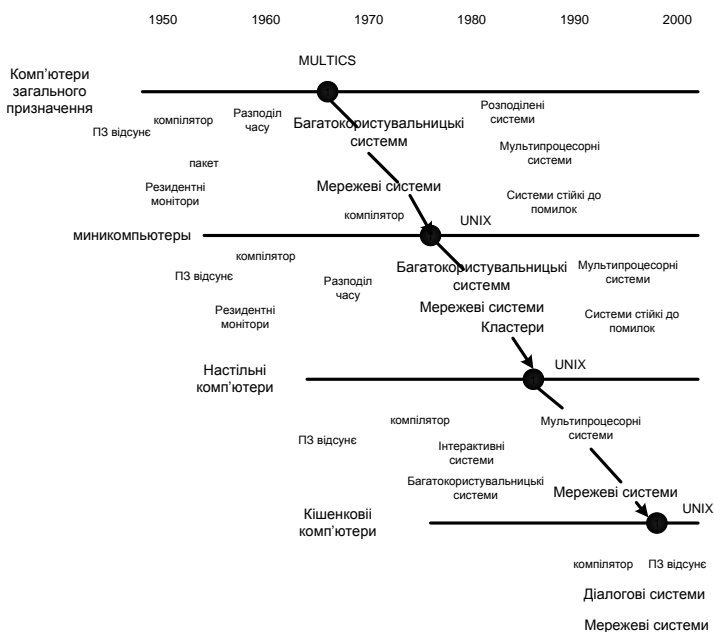 1950 1960 1970 1980 1990 2000
MULTICS
Комп'ютери
загального
призначення
ПЗ відсунє
компілятор
Разподіл
часу
Багатокористувальницькі
системм
Розподілені
системи
Мультипроцесорні
системи
пакет
Резидентні
монітори
Мережеві системи
Системи стійкі до
помилок
компілятор
UNIX
миникомпьютеры
ПЗ відсунє
компілятор
Разподіл
часу
Багатокористувальницькі
системм
Мультипроцесорні
системи
Резидентні
монітори
Мережеві системи
Кластери
Системи стійкі до
помилок
UNIX
Настільні
комп'ютери
ПЗ відсунє
компілятор
Інтерактивні
системи
Мультипроцесорні
системи
Багатокористувальницькі
системи
Мережеві системи
UNIX
Кішенковіі
комп'ютери
компілятор ПЗ відсунє
Діалогові системи
Мережеві системи